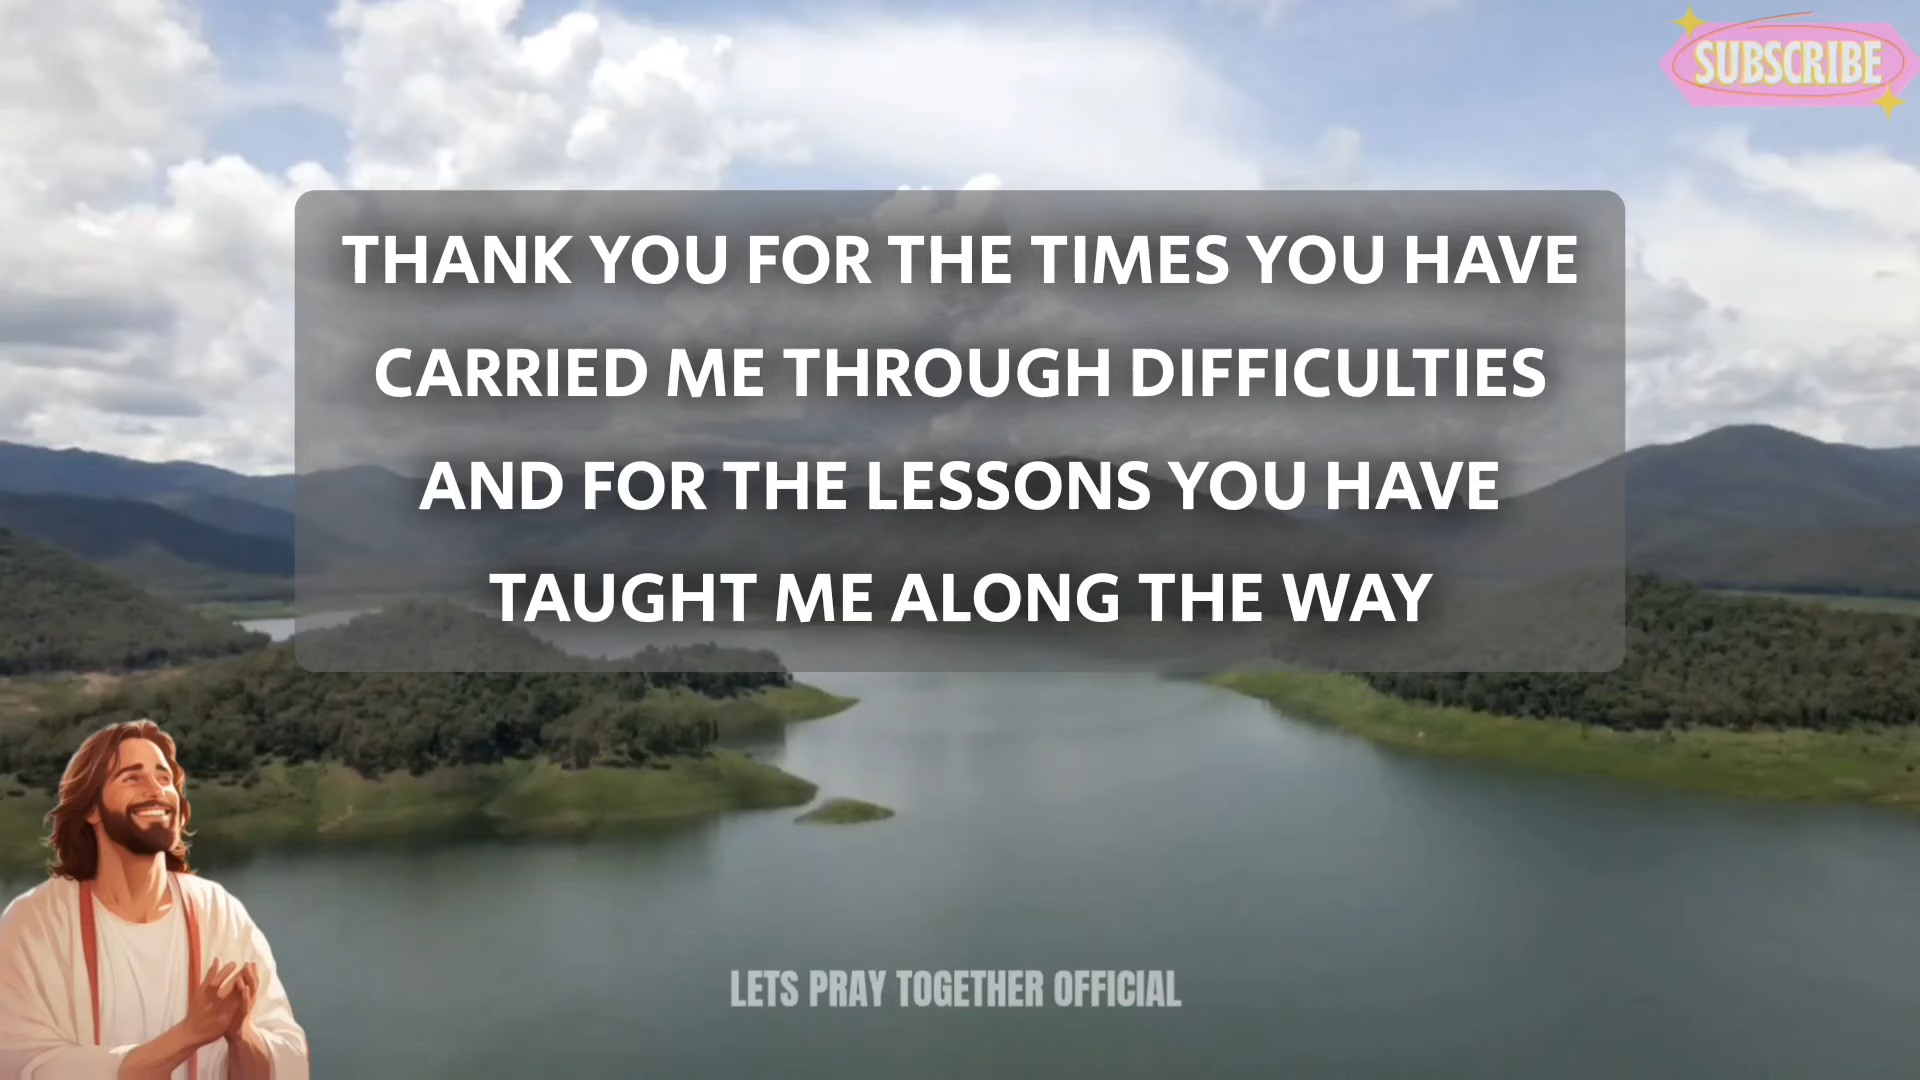 SUBSCRIBE
THANK YOU FOR THE TIMES YOU HAVE
CARRIED ME THROUGH DIFFICULTIES
AND FOR THE LESSONS YOU HAVE
TAUGHT ME ALONG THE WAY
LETS PRAY TOGETHER OFFICIAL